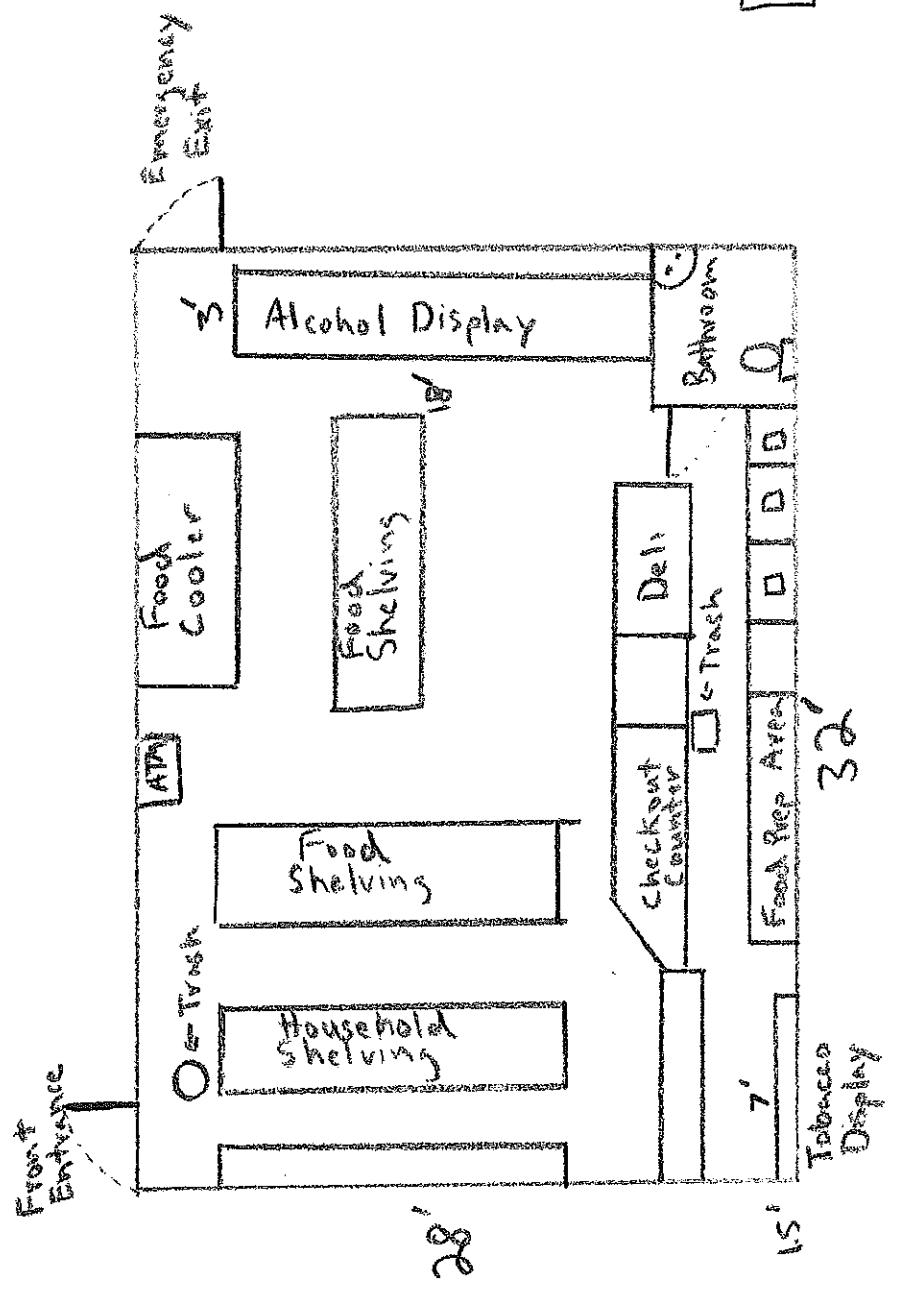 Front
Entrance
Emergency
Exit
← Trash
ATM
Food
Cooler
3'
Alcohol Display
18'
Household
Shelving
Food
Shelving
Food
Shelving
28'
Checkout
Counter
Deli
← Trash
Bathroom
7'
1.5'
Tobacco
Display
Food Prep Area
32'